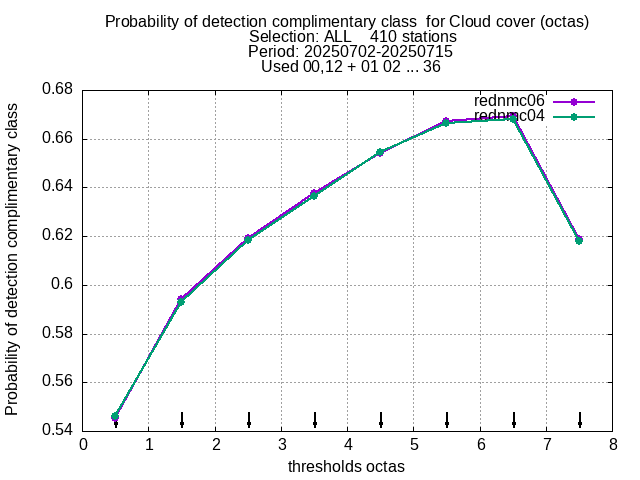 Probability of detection complimentary class  for Cloud cover (octas)
Selection: ALL    410 stations
Period: 20250702-20250715
Used 00,12 + 01 02 ... 36
rednmc06
rednmc04
Probability of detection complimentary class
0.68
0.66
0.64
0.62
0.6
0.58
0.56
0.54
0 1 2 3 4 5 6 7 8
thresholds octas